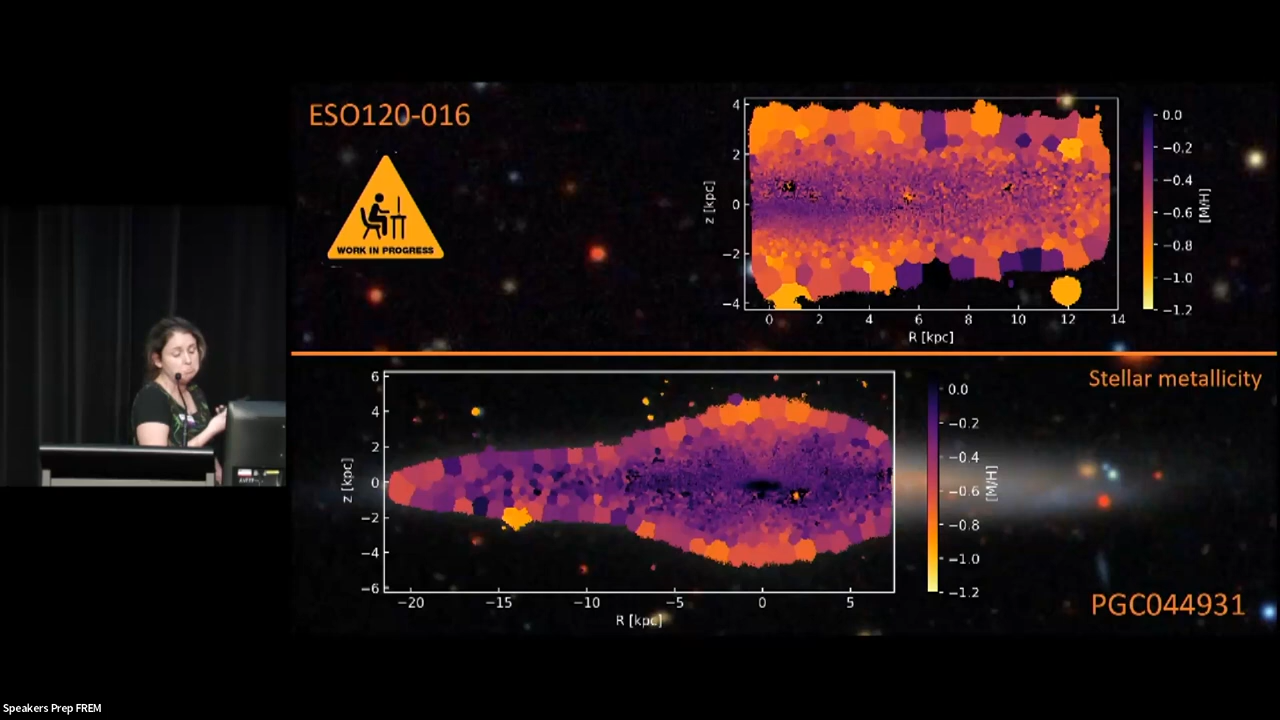 ESO120-016
WORK IN PROGRESS
4
2
0
−2
−4
z [kpc]
0 2 4 6 8 10 12 14
R [kpc]
0.0
−0.2
−0.4
−0.6
−0.8
−1.0
−1.2
[M/H]
Stellar metallicity
6
4
2
0
−2
−4
−6
z [kpc]
−20 −15 −10 −5 0 5
R [kpc]
0.0
−0.2
−0.4
−0.6
−0.8
−1.0
−1.2
[M/H]
PGC044931
Speakers Prep FREM